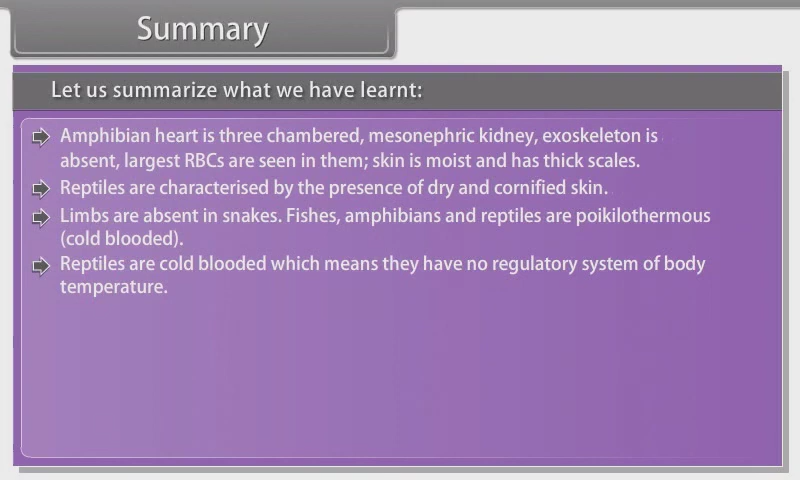 Summary
Let us summarize what we have learnt:
Amphibian heart is three chambered, mesonephric kidney, exoskeleton is
absent, largest RBCs are seen in them; skin is moist and has thick scales.
Reptiles are characterised by the presence of dry and cornified skin.
Limbs are absent in snakes. Fishes, amphibians and reptiles are poikilothermous
(cold blooded).
Reptiles are cold blooded which means they have no regulatory system of body
temperature.